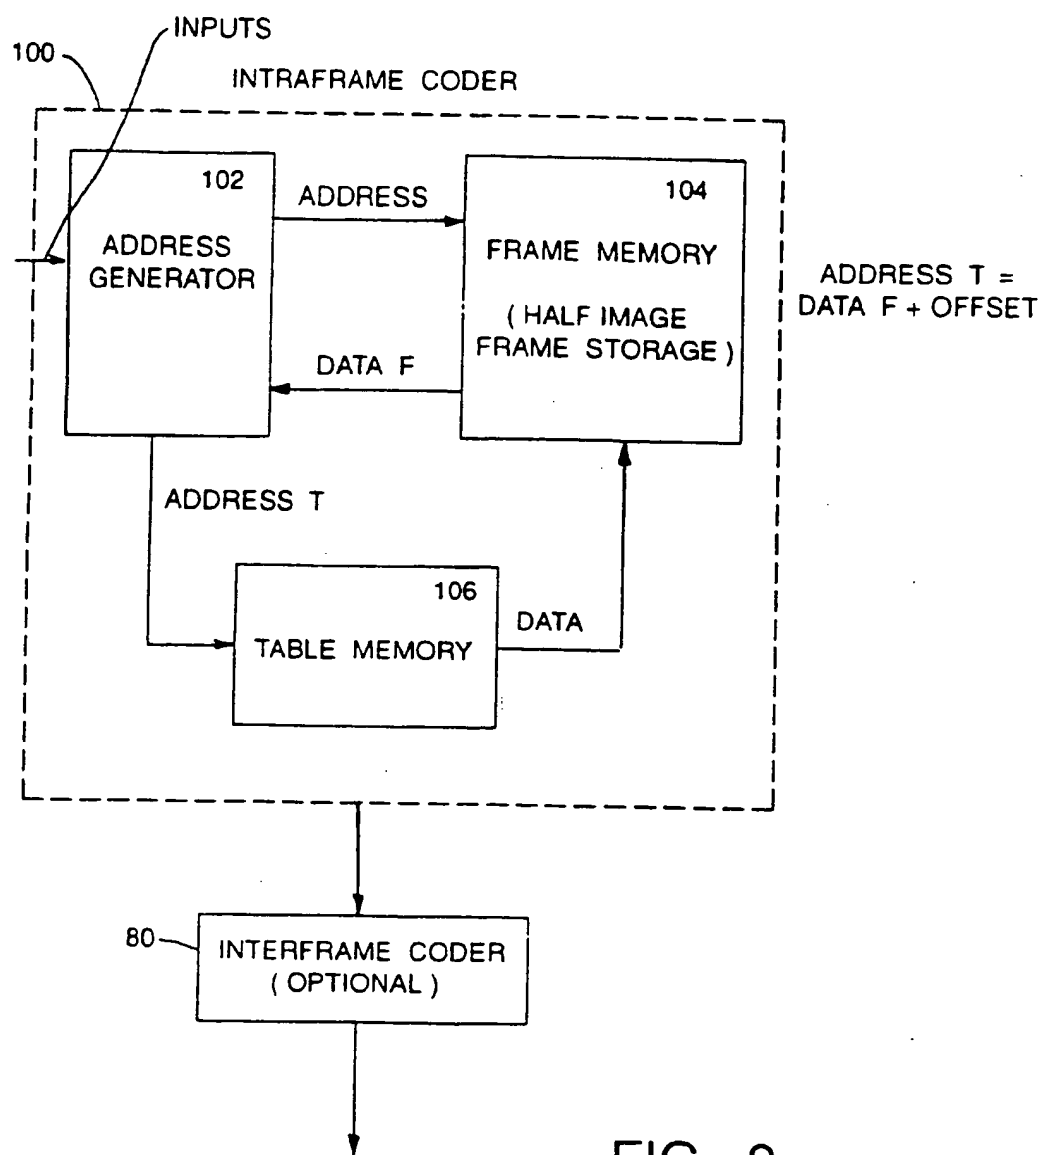 INPUTS
100
INTRAFRAME CODER
102
ADDRESS
GENERATOR
ADDRESS
104
FRAME MEMORY
( HALF IMAGE
FRAME STORAGE )
DATA F
ADDRESS T =
DATA F + OFFSET
ADDRESS T
106
TABLE MEMORY
DATA
80
INTERFRAME CODER
( OPTIONAL )